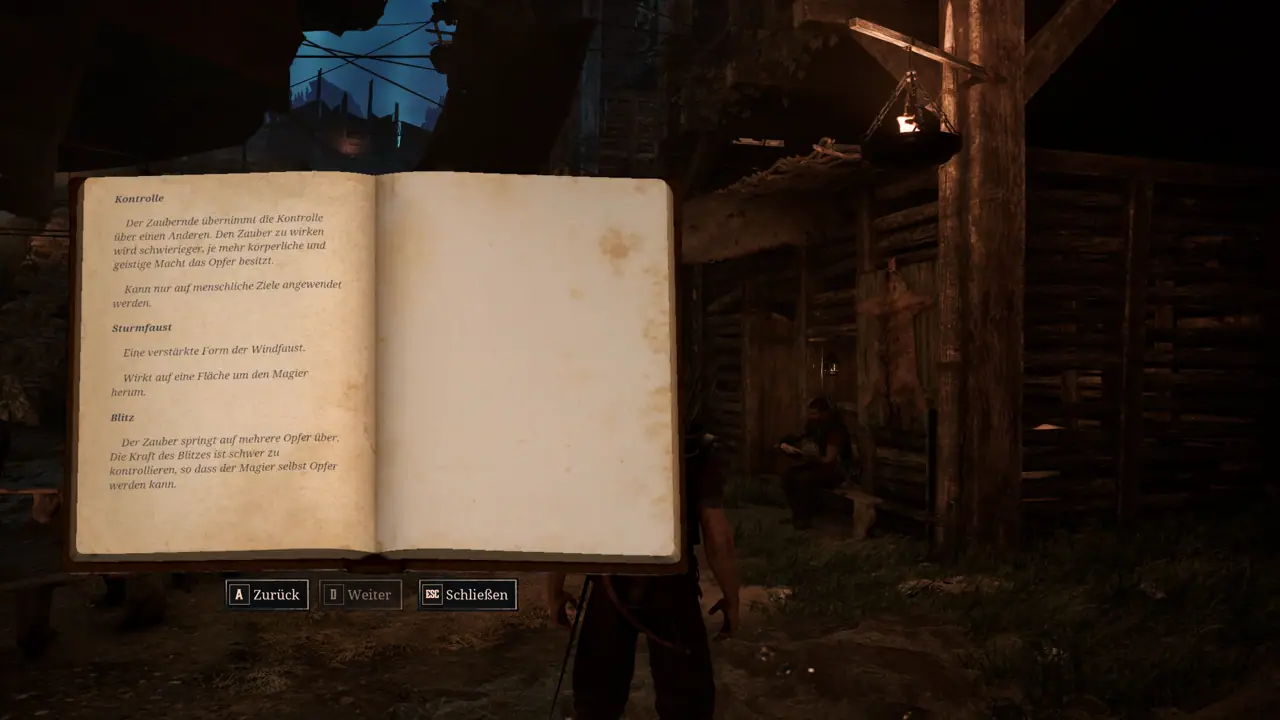 Kontrolle
Der Zaubernde übernimmt die Kontrolle
über einen Anderen. Den Zauber zu wirken
wird schwierieger, je mehr körperliche und
geistige Macht das Opfer besitzt.
Kann nur auf menschliche Ziele angewendet
werden.
Sturmfaust
Eine verstärkte Form der Windfaust.
Wirkt auf eine Fläche um den Magier
herum.
Blitz
Der Zauber springt auf mehrere Opfer über.
Die Kraft des Blitzes ist schwer zu
kontrollieren, so dass der Magier selbst Opfer
werden kann.
A Zurück D Weiter ESC Schließen